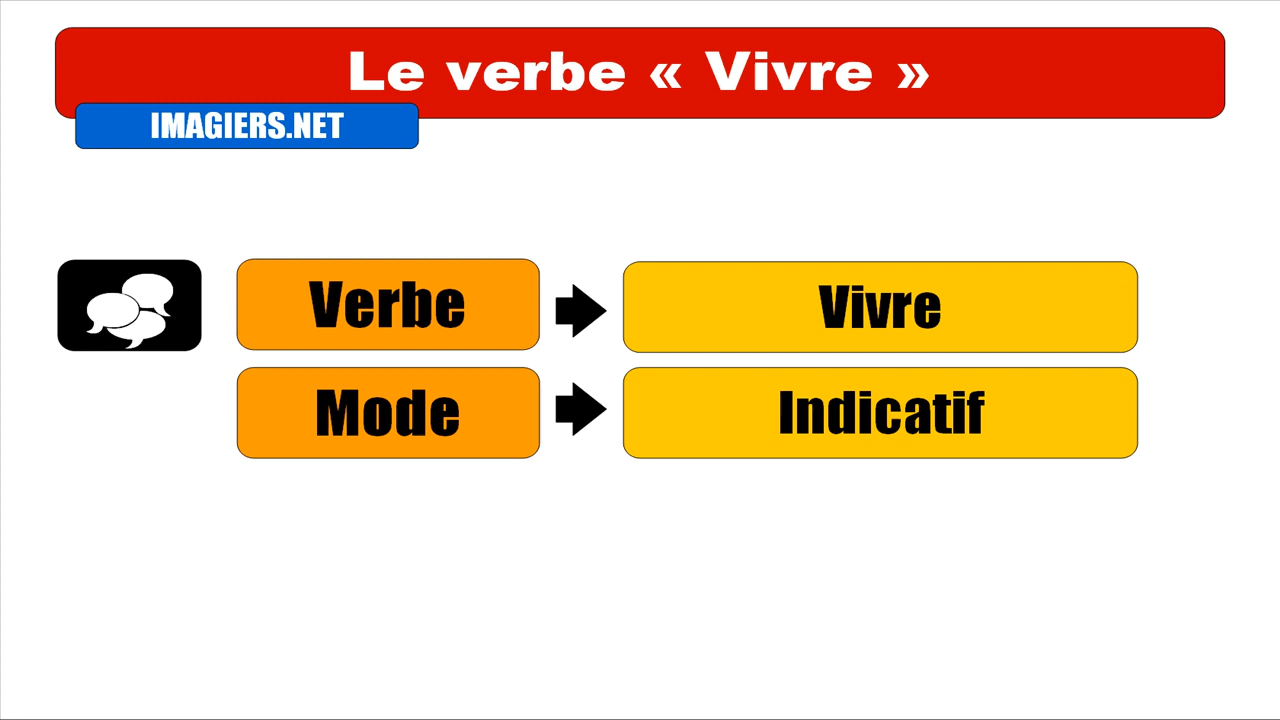 Le verbe « Vivre »
IMAGIERS.NET
Verbe
Vivre
Mode
Indicatif